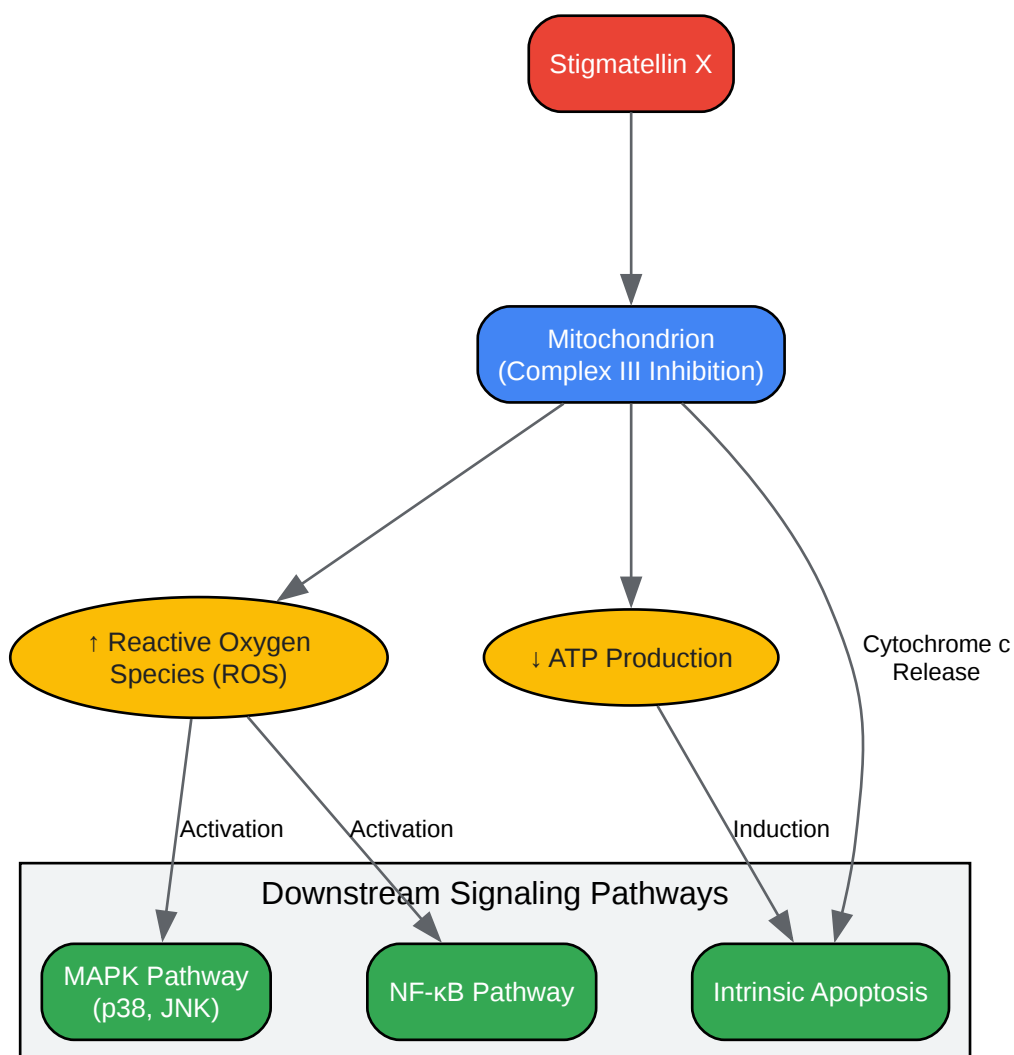 Stigmatellin X
Mitochondrion
(Complex III Inhibition)
↑ Reactive Oxygen
Species (ROS)
↓ ATP Production
Cytochrome c
Release
Activation
Activation
Induction
Downstream Signaling Pathways
MAPK Pathway
(p38, JNK)
NF-κB Pathway
Intrinsic Apoptosis